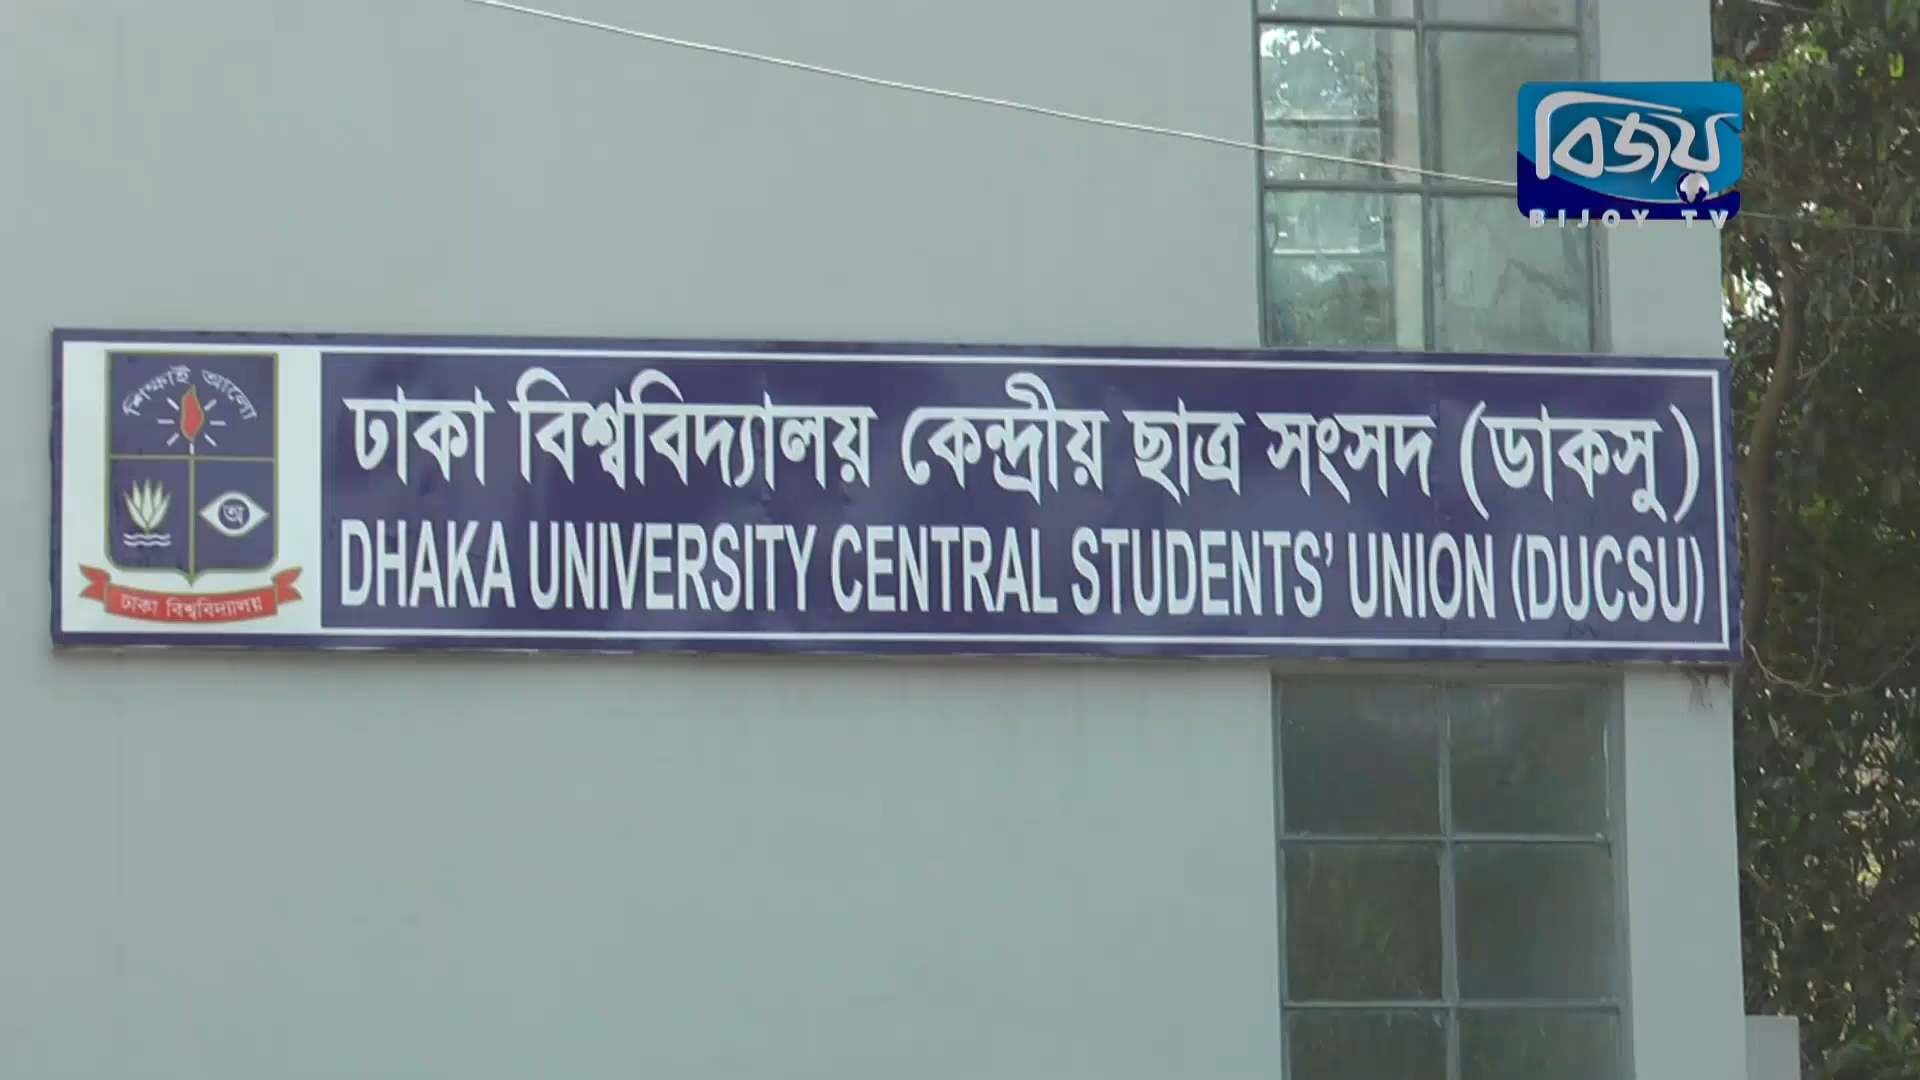 বিজয়
BIJOY TV
শিক্ষাই আলো
অ
ঢাকা বিশ্ববিদ্যালয়
ঢাকা বিশ্ববিদ্যালয় কেন্দ্রীয় ছাত্র সংসদ (ডাকসু)
DHAKA UNIVERSITY CENTRAL STUDENTS’ UNION (DUCSU)